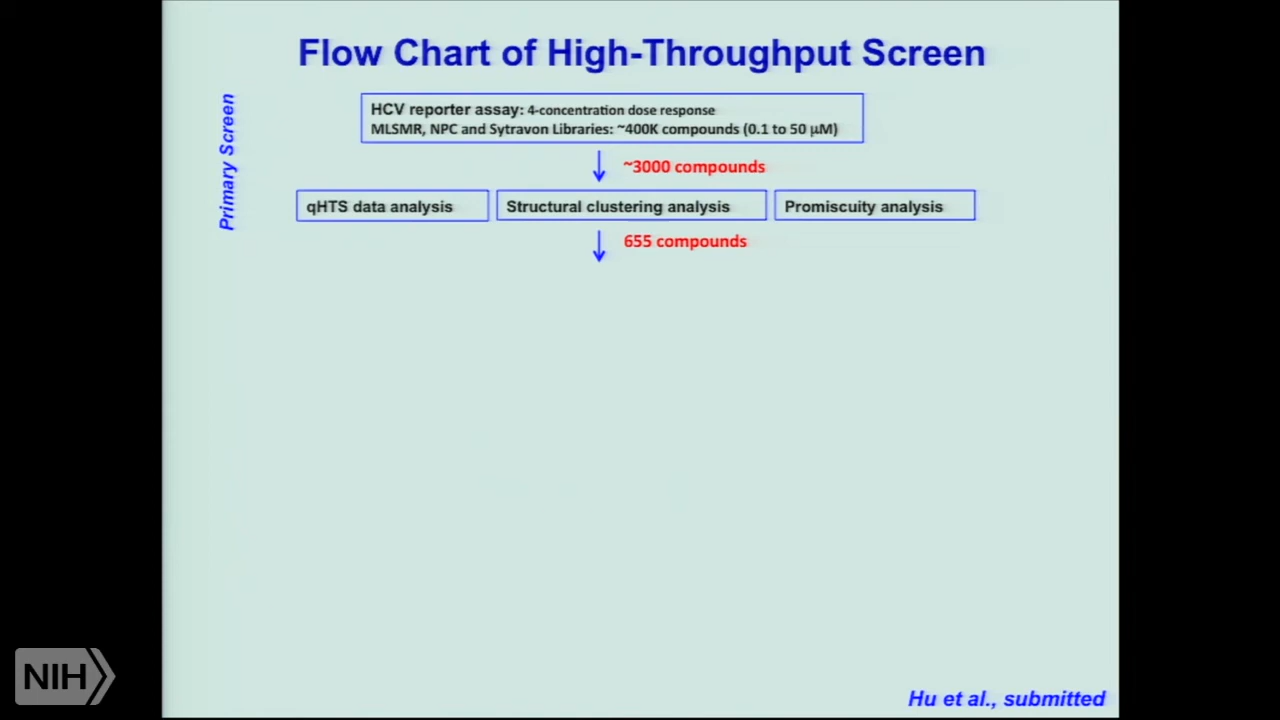 Flow Chart of High-Throughput Screen
Primary Screen
HCV reporter assay: 4-concentration dose response
MLSMR, NPC and Sytravon Libraries: ~400K compounds (0.1 to 50 µM)
~3000 compounds
qHTS data analysis
Structural clustering analysis
Promiscuity analysis
655 compounds
NIH
Hu et al., submitted